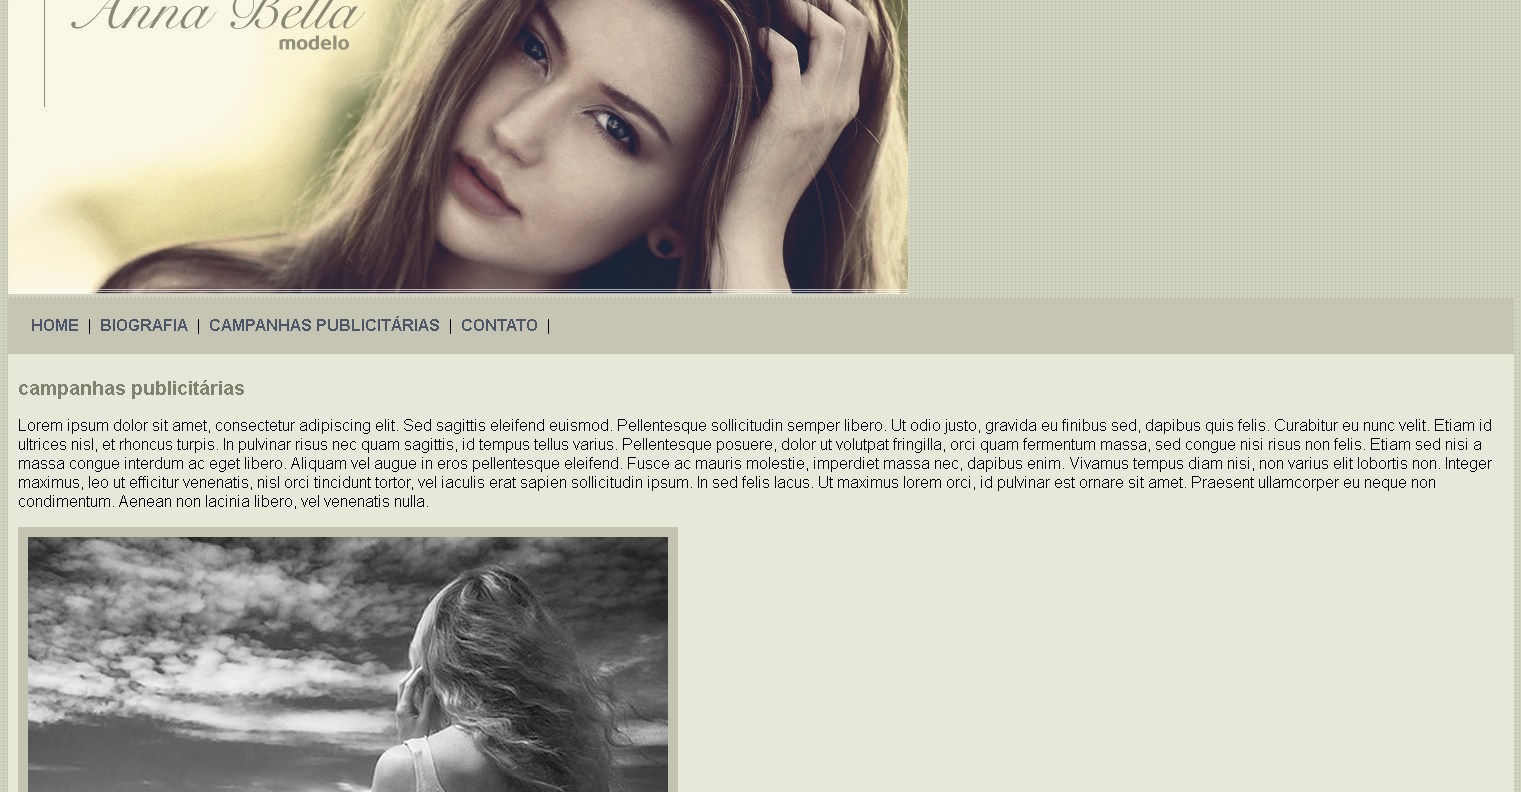 Anna Bella
modelo
HOME | BIOGRAFIA | CAMPANHAS PUBLICITÁRIAS | CONTATO |
campanhas publicitárias
Lorem ipsum dolor sit amet, consectetur adipiscing elit. Sed sagittis eleifend euismod. Pellentesque sollicitudin semper libero. Ut odio justo, gravida eu finibus sed, dapibus quis felis. Curabitur eu nunc velit. Etiam id
ultrices nisl, et rhoncus turpis. In pulvinar risus nec quam sagittis, id tempus tellus varius. Pellentesque posuere, dolor ut volutpat fringilla, orci quam fermentum massa, sed congue nisi risus non felis. Etiam sed nisi a
massa congue interdum ac eget libero. Aliquam vel augue in eros pellentesque eleifend. Fusce ac mauris molestie, imperdiet massa nec, dapibus enim. Vivamus tempus diam nisi, non varius elit lobortis non. Integer
maximus, leo ut efficitur venenatis, nisl orci tincidunt tortor, vel iaculis erat sapien sollicitudin ipsum. In sed felis lacus. Ut maximus lorem orci, id pulvinar est ornare sit amet. Praesent ullamcorper eu neque non
condimentum. Aenean non lacinia libero, vel venenatis nulla.